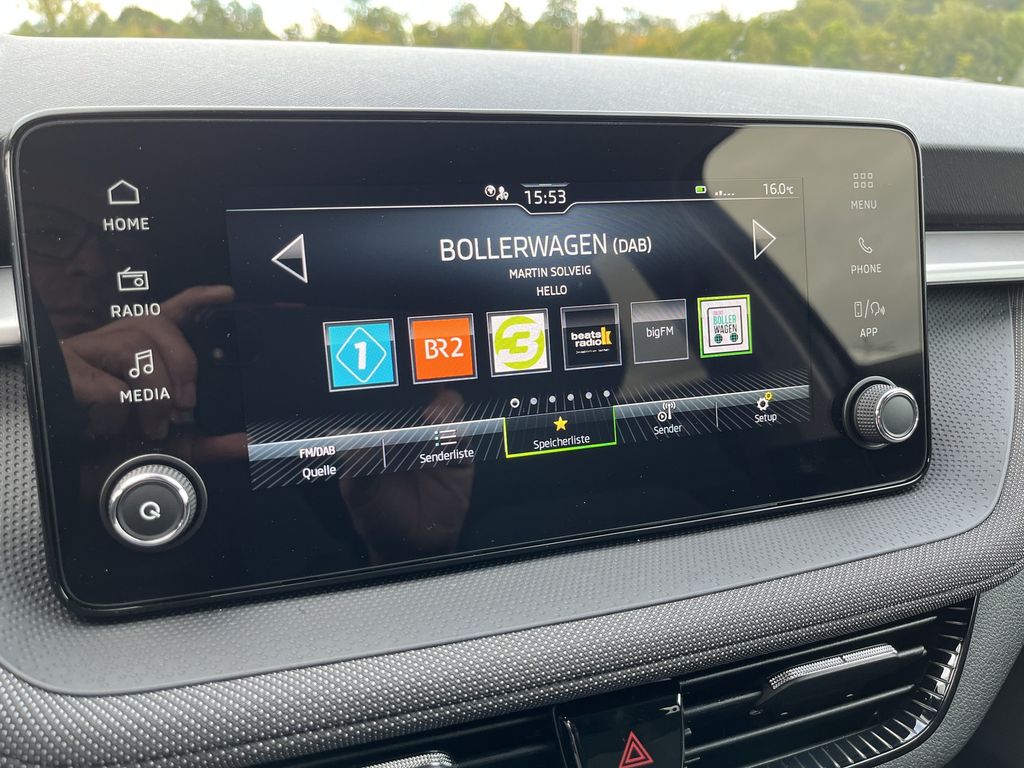 HOME
RADIO
MEDIA
15:53
16.0°C
BOLLERWAGEN (DAB)
MARTIN SOLVEIG
HELLO
1
BR2
3
beats
radio
bigFM
BOLLER
WAGEN
FM/DAB
Quelle
Senderliste
Speicherliste
Sender
Setup
MENU
PHONE
APP